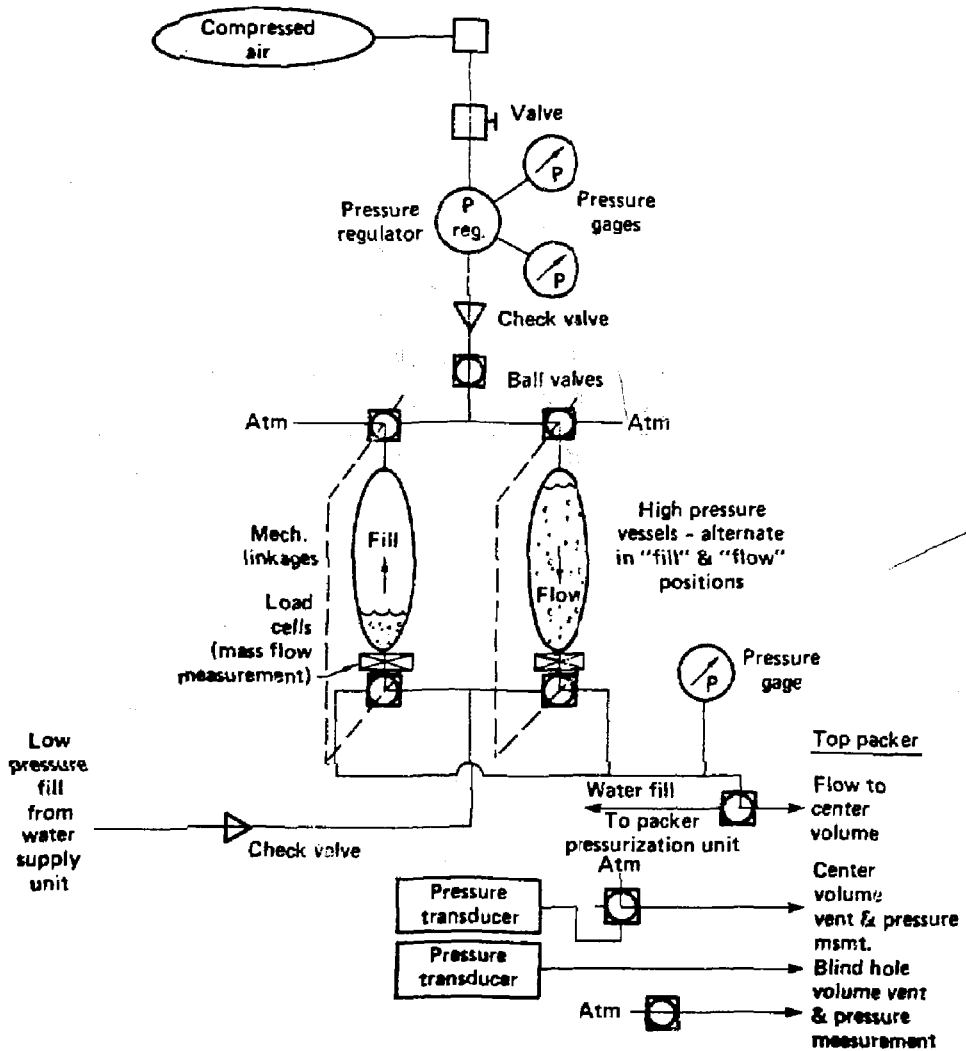 Compressed
air
Valve
P
Pressure
regulator
P
reg.
Pressure
gages
P
Check valve
Ball valves
Atm
Atm
Mech.
linkages
Fill
High pressure
vessels - alternate
in "fill" & "flow"
positions
Flow
Load
cells
(mass flow
measurement)
P
Pressure
gage
Low
pressure
fill
from
water
supply
unit
Top packer
Water fill
To packer
pressurization unit
Flow to
center
volume
Check valve
Atm
Pressure
transducer
Center
volume
vent & pressure
msmt.
Pressure
transducer
Blind hole
volume vent
& pressure
measurement
Atm